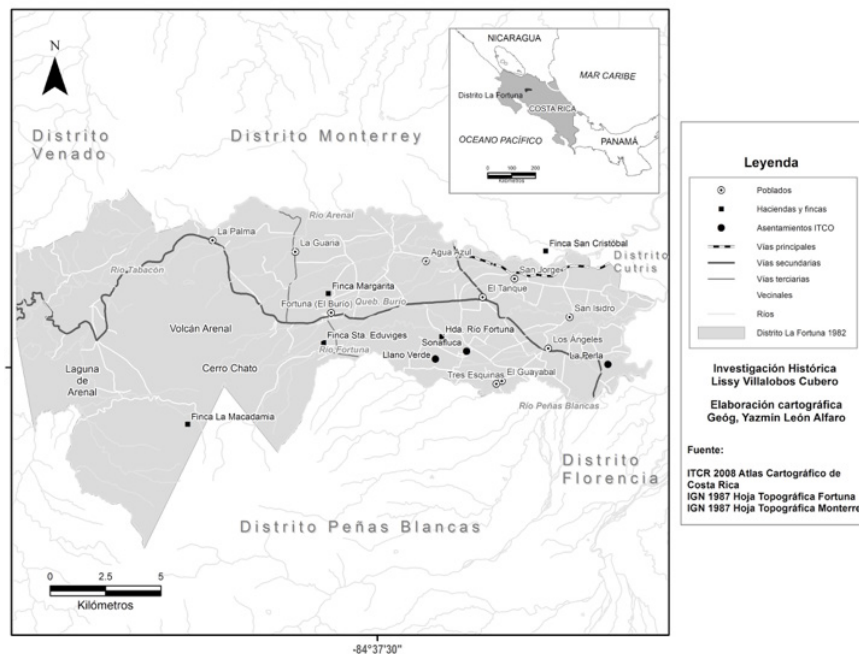 N
NICARAGUA
MAR CARIBE
Distrito La Fortuna
COSTA RICA
OCEANO PACÍFICO
PANAMÁ
0 100 200
Kilómetros
Distrito
Venado
Distrito Monterrey
Río Arenal
La Palma
La Guana
Agua Azul
Finca San Cristóbal
Distrito
Cutris
San Jorge
Río Tabacón
Finca Margarita
El Tanque
Fortuna (El Burío)
Queb. Burío
San Isidro
Volcán Arenal
Finca Sta. Eduviges
Hda. Río Fortuna
Sonafluca
Los Angeles
Río Fortuna
Llano Verde
La Perla
Laguna
de
Arenal
Cerro Chato
Tres Esquinas
El Guayabal
Río Peñas Blancas
Finca La Macadamia
Distrito
Florencia
Distrito Peñas Blancas
0 2.5 5
Kilómetros
-84°37'30"
Leyenda
Poblados
Haciendas y fincas
Asentamientos ITCO
Vías principales
Vías secundarias
Vías terciarias
Vecinales
Ríos
Distrito La Fortuna 1982
Investigación Histórica
Lissy Villalobos Cubero
Elaboración cartográfica
Geóg, Yazmín León Alfaro
Fuente:
ITCR 2008 Atlas Cartográfico de
Costa Rica
IGN 1987 Hoja Topográfica Fortuna
IGN 1987 Hoja Topográfica Monterre